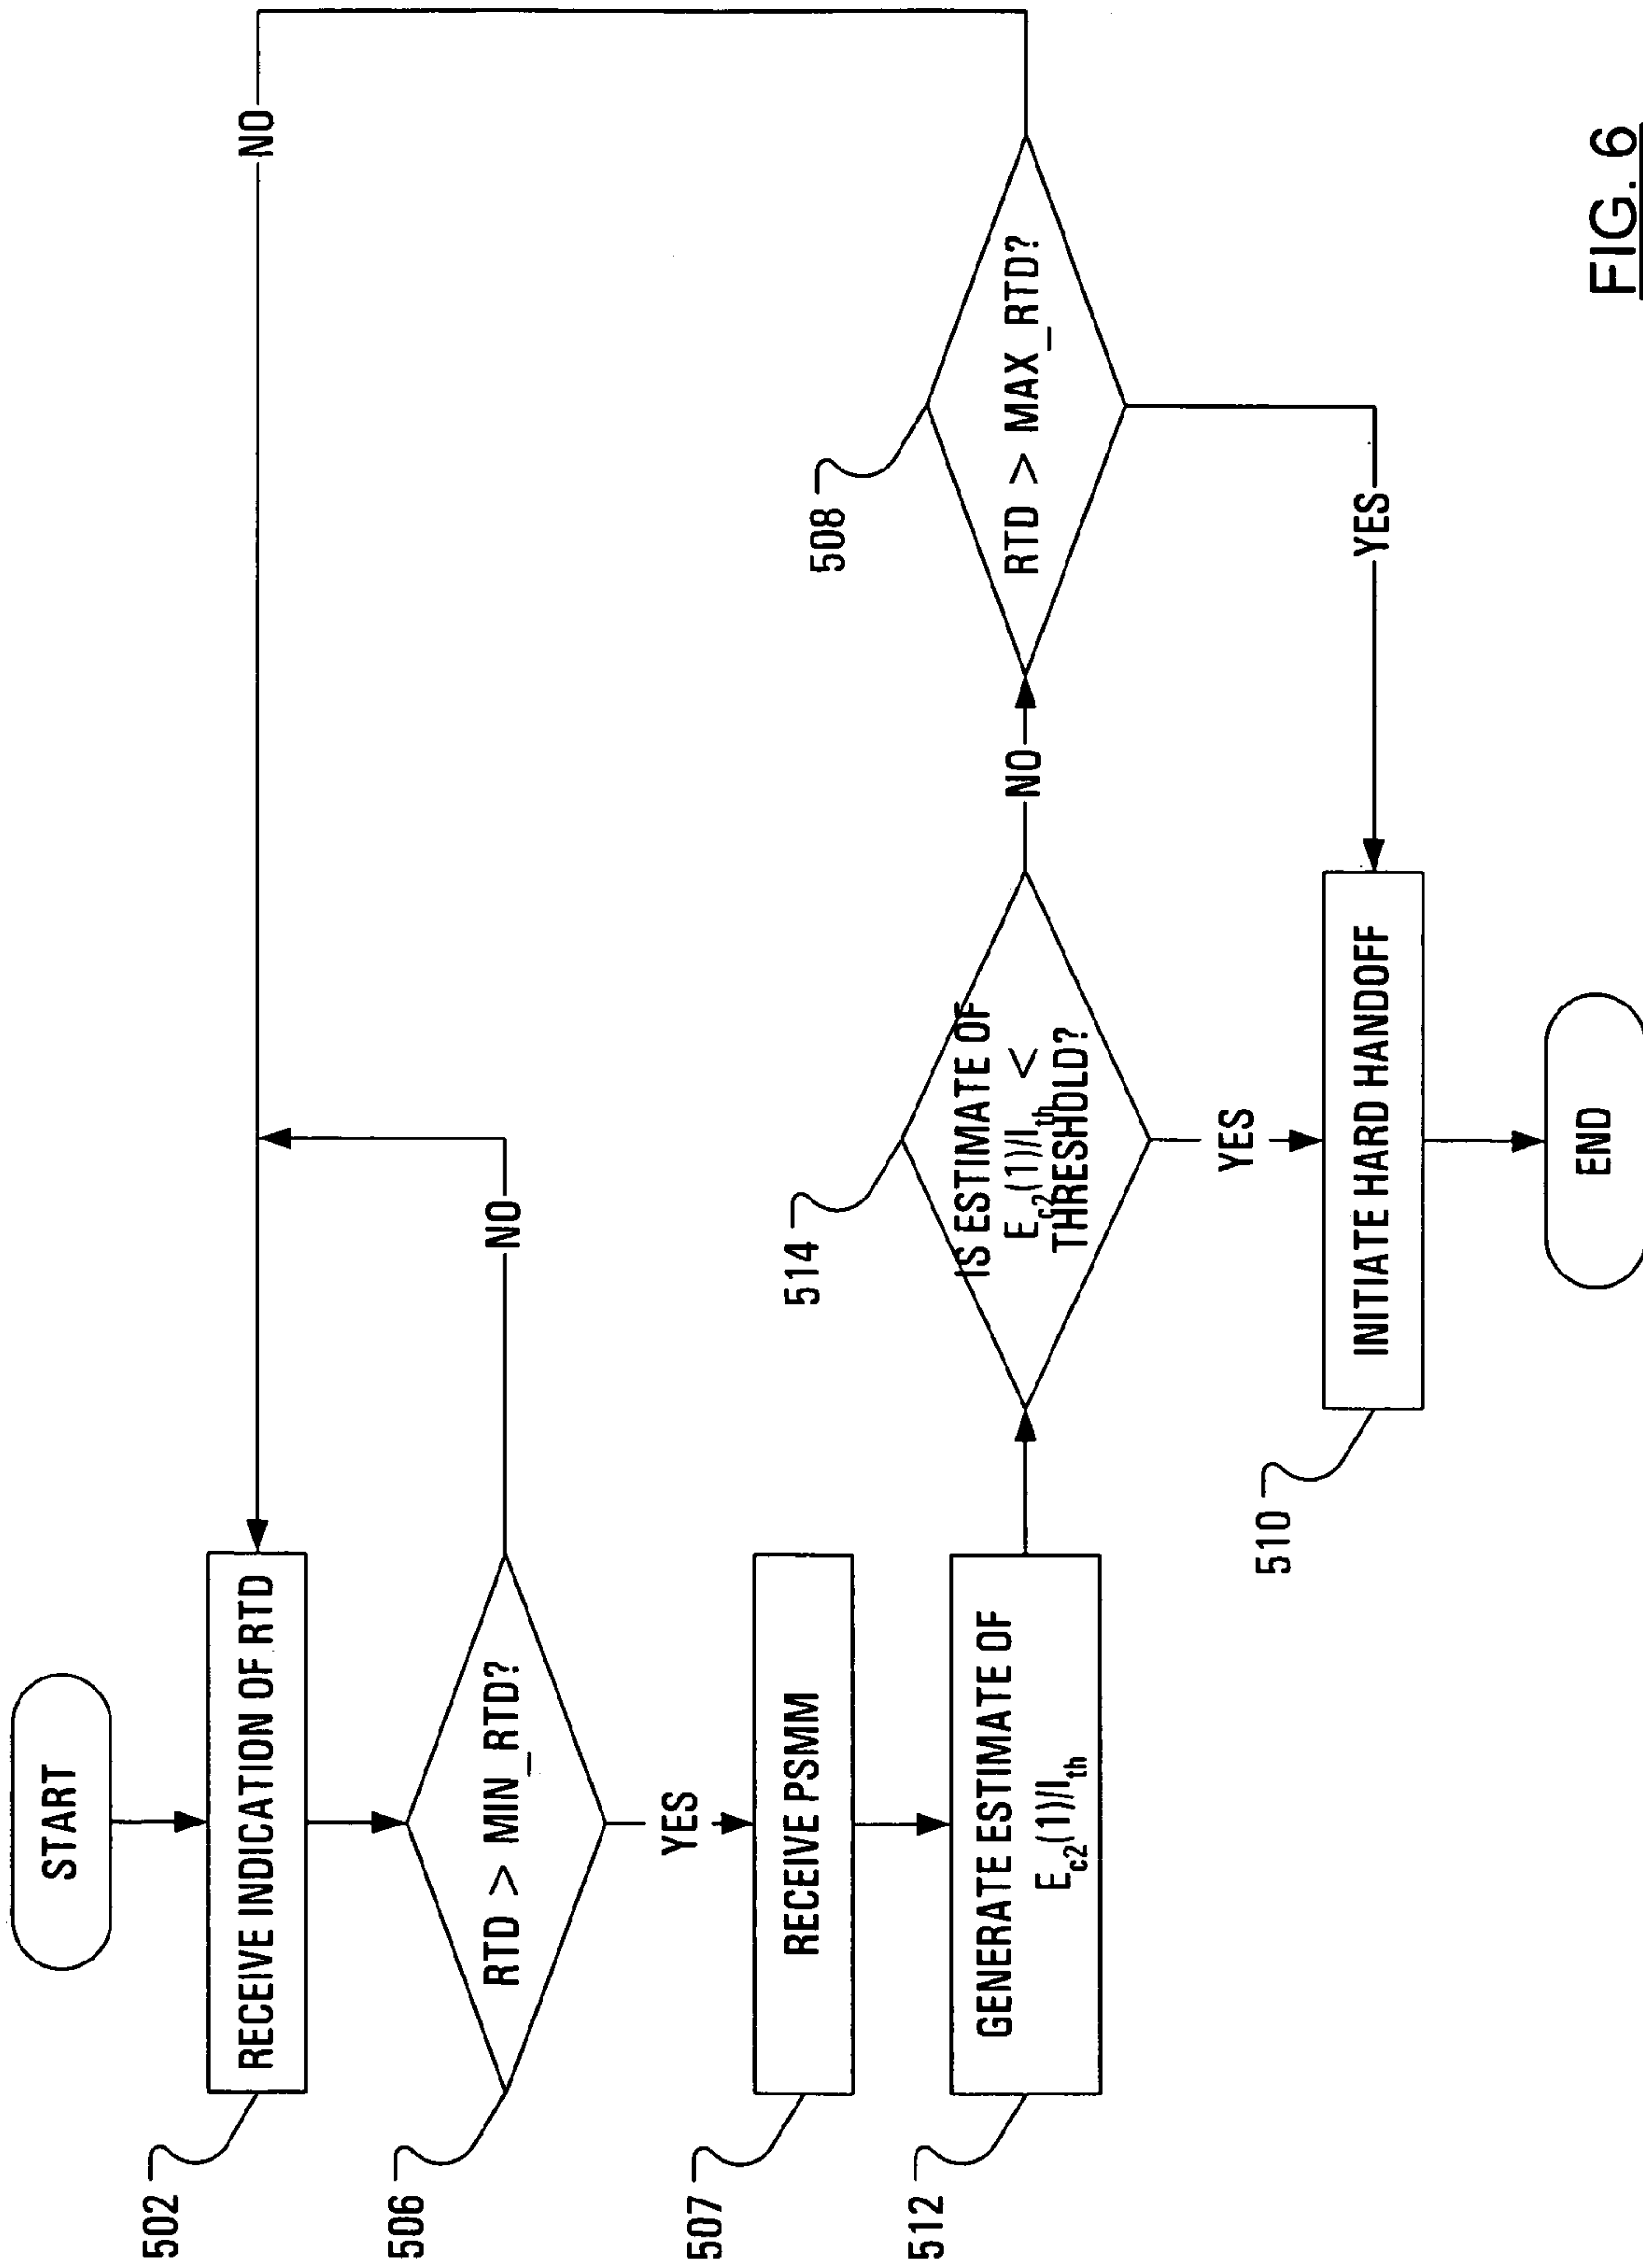 START
502
RECEIVE INDICATION OF RTD
NO
506
RTD > MIN_RTD?
NO
YES
507
RECEIVE PSMM
512
GENERATE ESTIMATE OF
E_c2(1)/I_th
514
IS ESTIMATE OF
E_c2(1)/I_th <
THRESHOLD?
NO
508
RTD > MAX_RTD?
YES
YES
510
INITIATE HARD HANDOFF
END
FIG. 6